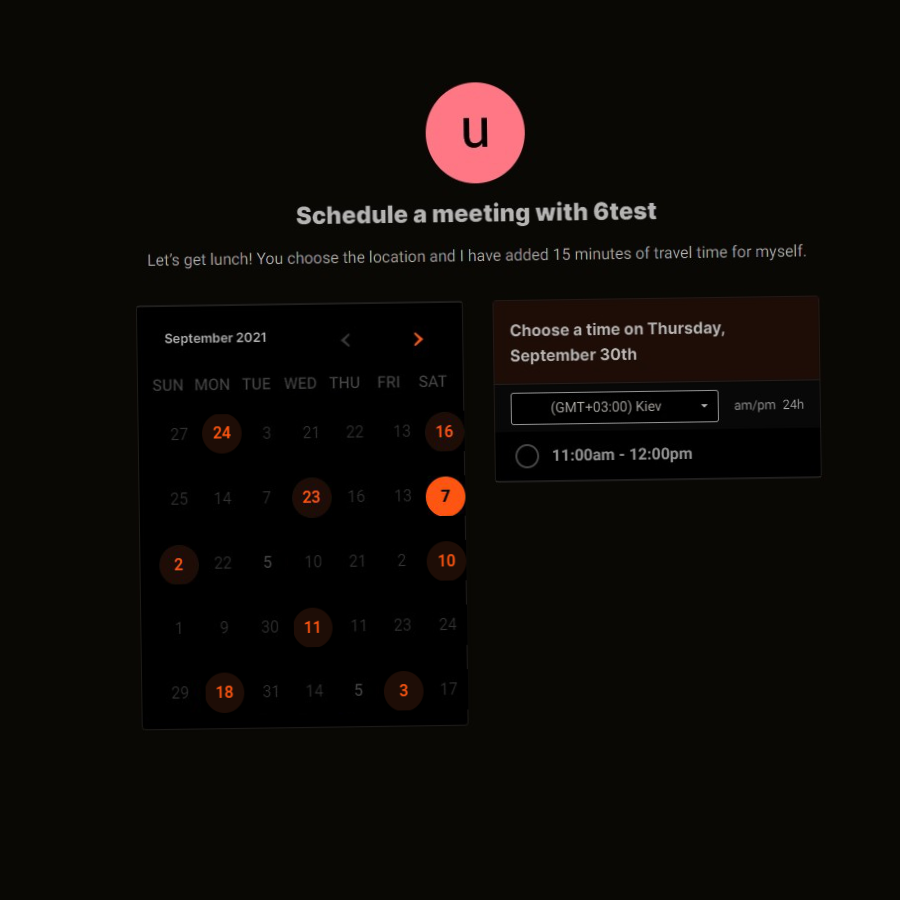 u
Schedule a meeting with 6test
Let's get lunch! You choose the location and I have added 15 minutes of travel time for myself.
September 2021
SUN MON TUE WED THU FRI SAT
27 24 3 21 22 13 16
25 14 7 23 16 13 7
2 22 5 10 21 2 10
1 9 30 11 11 23 24
29 18 31 14 5 3 17
Choose a time on Thursday,
September 30th
(GMT+03:00) Kiev am/pm 24h
11:00am - 12:00pm